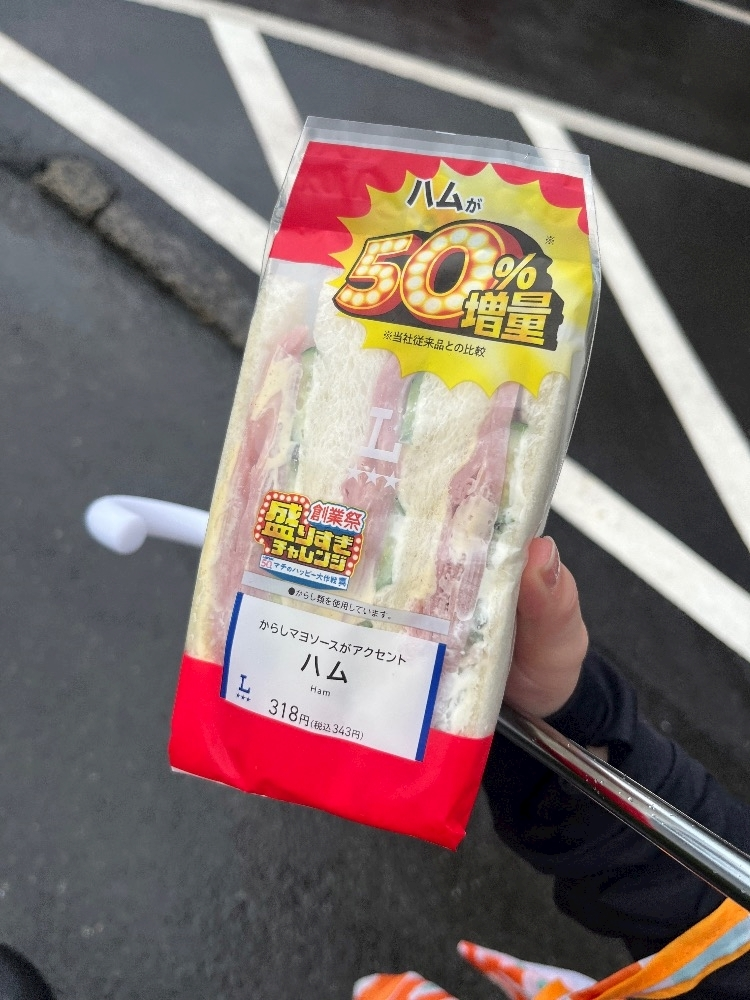 ハムが
50%※
増量
※当社従来品との比較
L
創業祭
盛りすぎ
チャレンジ
マチのハッピー大作戦
●からし類を使用しています。
からしマヨソースがアクセント
ハム
Ham
L
318円(税込343円)